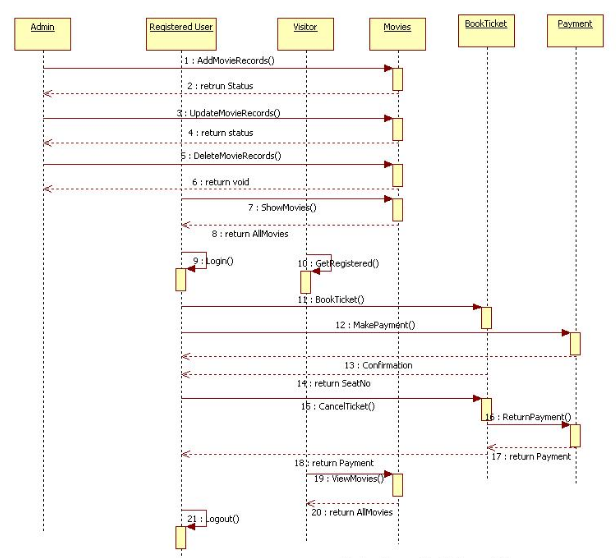 Admin
Registered User
Visitor
Movies
BookTicket
Payment
1 : AddMovieRecords()
2 : retrun Status
3 : UpdateMovieRecords()
4 : return status
5 : DeleteMovieRecords()
6 : return void
7 : ShowMovies()
8 : return AllMovies
9 : Login()
10 : GetRegistered()
11 : BookTicket()
12 : MakePayment()
13 : Confirmation
14 : return SeatNo
15 : CancelTicket()
16 : ReturnPayment()
17 : return Payment
18 : return Payment
19 : ViewMovies()
20 : return AllMovies
21 : Logout()